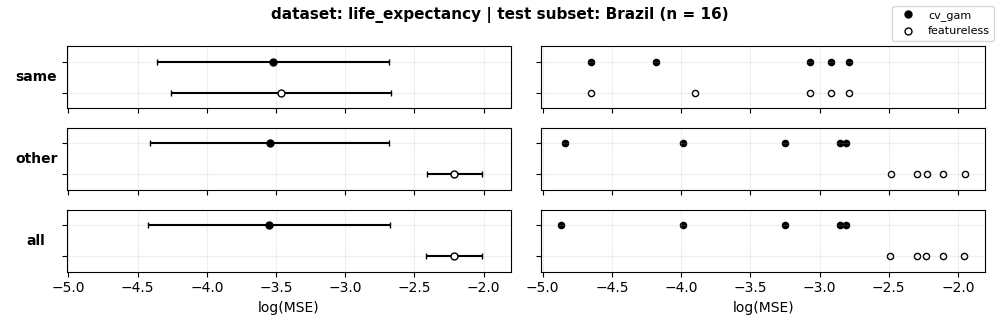 dataset: life_expectancy | test subset: Brazil (n = 16)
cv_gam
featureless
same
other
all
−5.0 −4.5 −4.0 −3.5 −3.0 −2.5 −2.0
−5.0 −4.5 −4.0 −3.5 −3.0 −2.5 −2.0
log(MSE)
log(MSE)